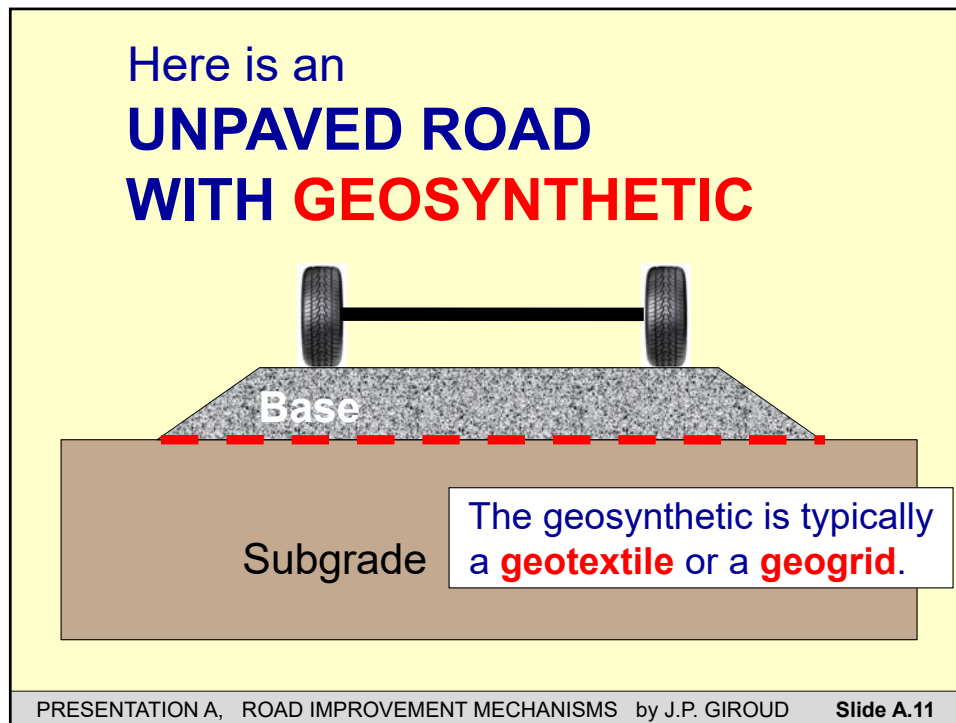 Here is an
UNPAVED ROAD
WITH GEOSYNTHETIC
Base
The geosynthetic is typically
a geotextile or a geogrid.
Subgrade
PRESENTATION A, ROAD IMPROVEMENT MECHANISMS by J.P. GIROUD Slide A.11